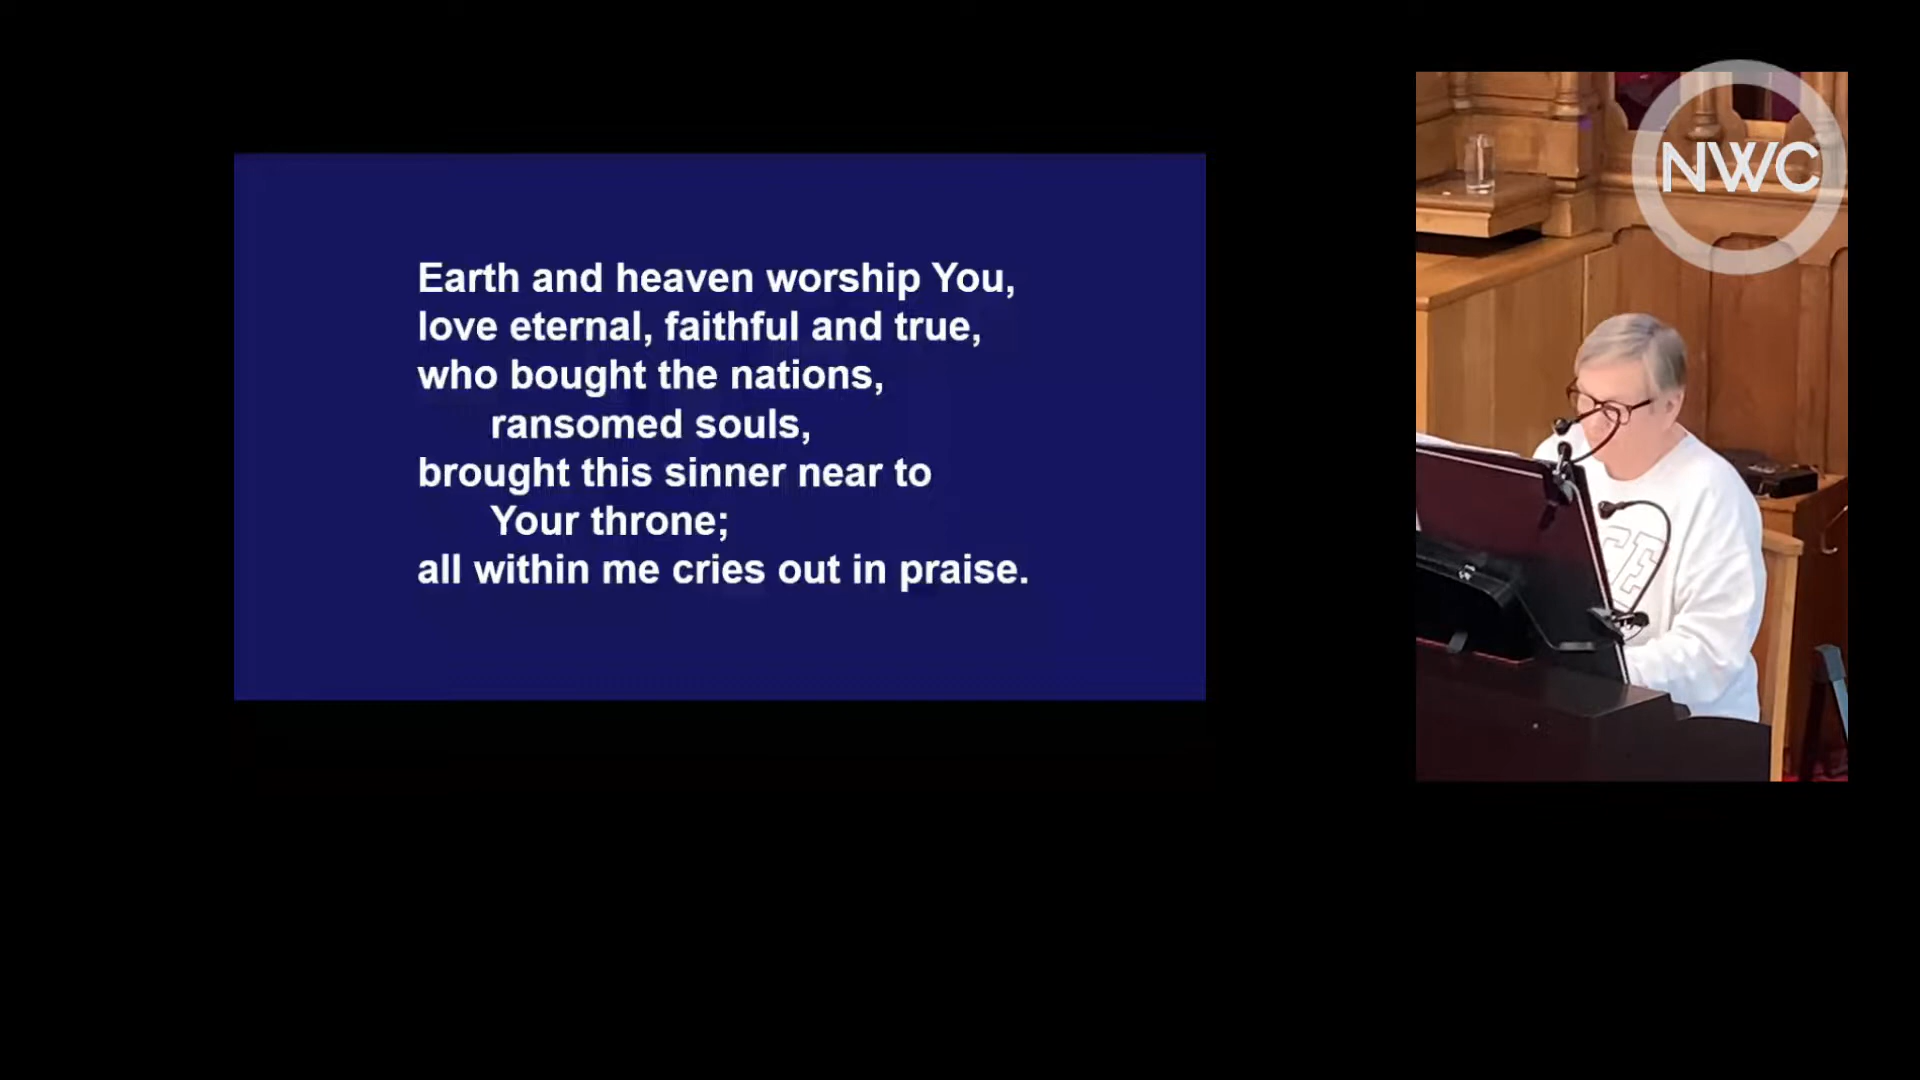 Earth and heaven worship You,
love eternal, faithful and true,
who bought the nations,
ransomed souls,
brought this sinner near to
Your throne;
all within me cries out in praise.
NWC